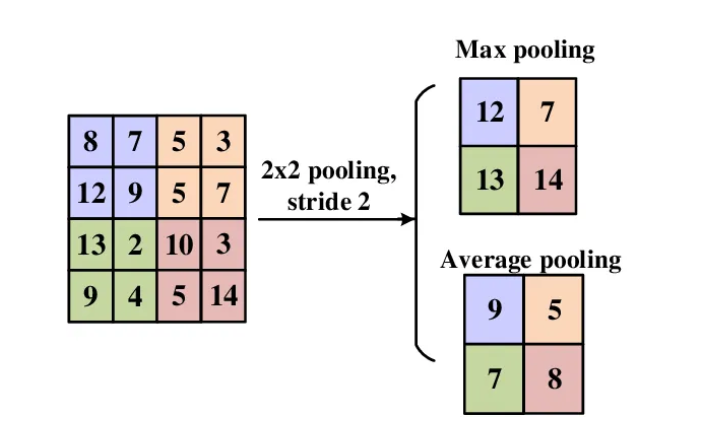 Max pooling
12 7
13 14
8 7 5 3
12 9 5 7
13 2 10 3
9 4 5 14
2x2 pooling,
stride 2
Average pooling
9 5
7 8